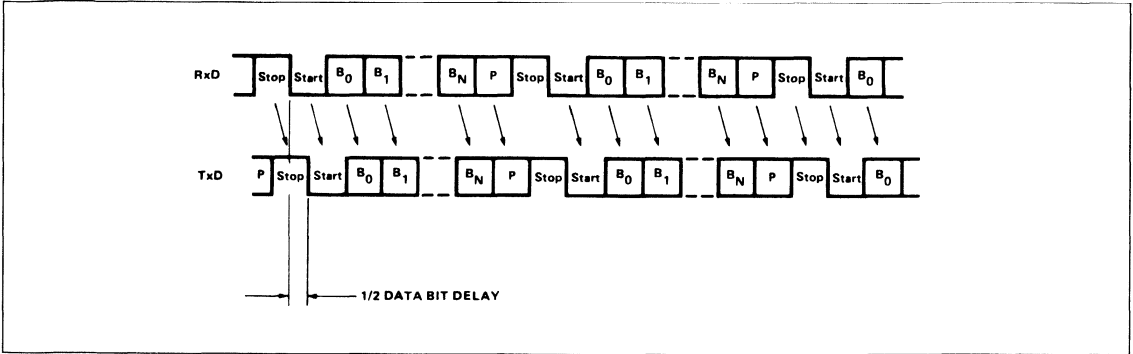 RxD Stop Start B0 B1 BN P Stop Start B0 B1 BN P Stop Start B0
TxD P Stop Start B0 B1 BN P Stop Start B0 B1 BN P Stop Start B0
1/2 DATA BIT DELAY